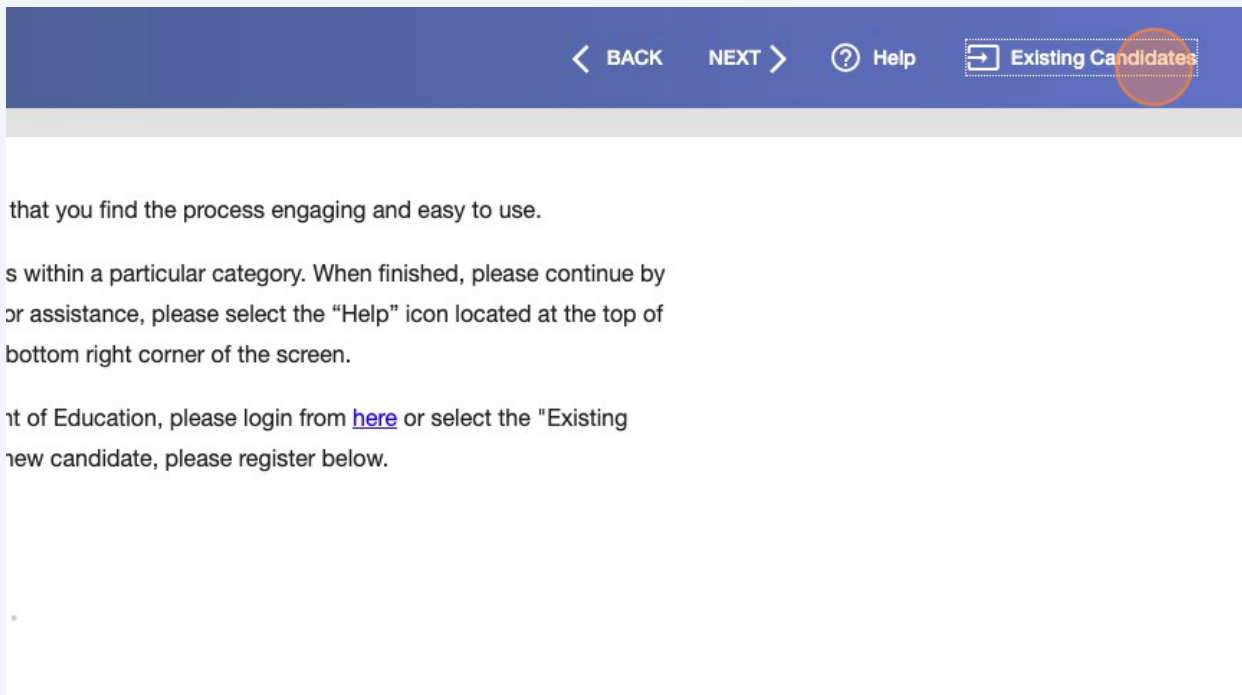 BACK NEXT Help Existing Candidates
that you find the process engaging and easy to use.
s within a particular category. When finished, please continue by
or assistance, please select the “Help” icon located at the top of
bottom right corner of the screen.
nt of Education, please login from here or select the "Existing
new candidate, please register below.